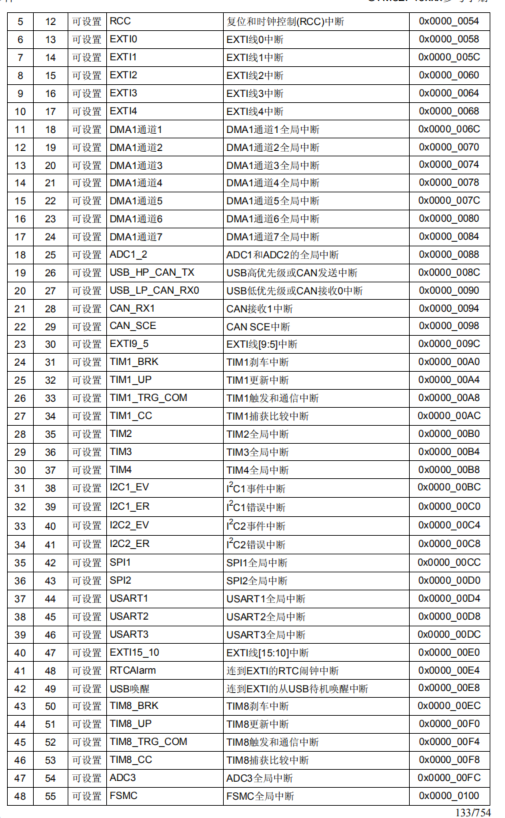 5 12 可设置 RCC 复位和时钟控制(RCC)中断 0x0000_0054
6 13 可设置 EXTI0 EXTI线0中断 0x0000_0058
7 14 可设置 EXTI1 EXTI线1中断 0x0000_005C
8 15 可设置 EXTI2 EXTI线2中断 0x0000_0060
9 16 可设置 EXTI3 EXTI线3中断 0x0000_0064
10 17 可设置 EXTI4 EXTI线4中断 0x0000_0068
11 18 可设置 DMA1通道1 DMA1通道1全局中断 0x0000_006C
12 19 可设置 DMA1通道2 DMA1通道2全局中断 0x0000_0070
13 20 可设置 DMA1通道3 DMA1通道3全局中断 0x0000_0074
14 21 可设置 DMA1通道4 DMA1通道4全局中断 0x0000_0078
15 22 可设置 DMA1通道5 DMA1通道5全局中断 0x0000_007C
16 23 可设置 DMA1通道6 DMA1通道6全局中断 0x0000_0080
17 24 可设置 DMA1通道7 DMA1通道7全局中断 0x0000_0084
18 25 可设置 ADC1_2 ADC1和ADC2的全局中断 0x0000_0088
19 26 可设置 USB_HP_CAN_TX USB高优先级或CAN发送中断 0x0000_008C
20 27 可设置 USB_LP_CAN_RX0 USB低优先级或CAN接收0中断 0x0000_0090
21 28 可设置 CAN_RX1 CAN接收1中断 0x0000_0094
22 29 可设置 CAN_SCE CAN SCE中断 0x0000_0098
23 30 可设置 EXTI9_5 EXTI线[9:5]中断 0x0000_009C
24 31 可设置 TIM1_BRK TIM1刹车中断 0x0000_00A0
25 32 可设置 TIM1_UP TIM1更新中断 0x0000_00A4
26 33 可设置 TIM1_TRG_COM TIM1触发和通信中断 0x0000_00A8
27 34 可设置 TIM1_CC TIM1捕获比较中断 0x0000_00AC
28 35 可设置 TIM2 TIM2全局中断 0x0000_00B0
29 36 可设置 TIM3 TIM3全局中断 0x0000_00B4
30 37 可设置 TIM4 TIM4全局中断 0x0000_00B8
31 38 可设置 I2C1_EV I²C1事件中断 0x0000_00BC
32 39 可设置 I2C1_ER I²C1错误中断 0x0000_00C0
33 40 可设置 I2C2_EV I²C2事件中断 0x0000_00C4
34 41 可设置 I2C2_ER I²C2错误中断 0x0000_00C8
35 42 可设置 SPI1 SPI1全局中断 0x0000_00CC
36 43 可设置 SPI2 SPI2全局中断 0x0000_00D0
37 44 可设置 USART1 USART1全局中断 0x0000_00D4
38 45 可设置 USART2 USART2全局中断 0x0000_00D8
39 46 可设置 USART3 USART3全局中断 0x0000_00DC
40 47 可设置 EXTI15_10 EXTI线[15:10]中断 0x0000_00E0
41 48 可设置 RTCAlarm 连到EXTI的RTC闹钟中断 0x0000_00E4
42 49 可设置 USB唤醒 连到EXTI的从USB待机唤醒中断 0x0000_00E8
43 50 可设置 TIM8_BRK TIM8刹车中断 0x0000_00EC
44 51 可设置 TIM8_UP TIM8更新中断 0x0000_00F0
45 52 可设置 TIM8_TRG_COM TIM8触发和通信中断 0x0000_00F4
46 53 可设置 TIM8_CC TIM8捕获比较中断 0x0000_00F8
47 54 可设置 ADC3 ADC3全局中断 0x0000_00FC
48 55 可设置 FSMC FSMC全局中断 0x0000_0100
133/754